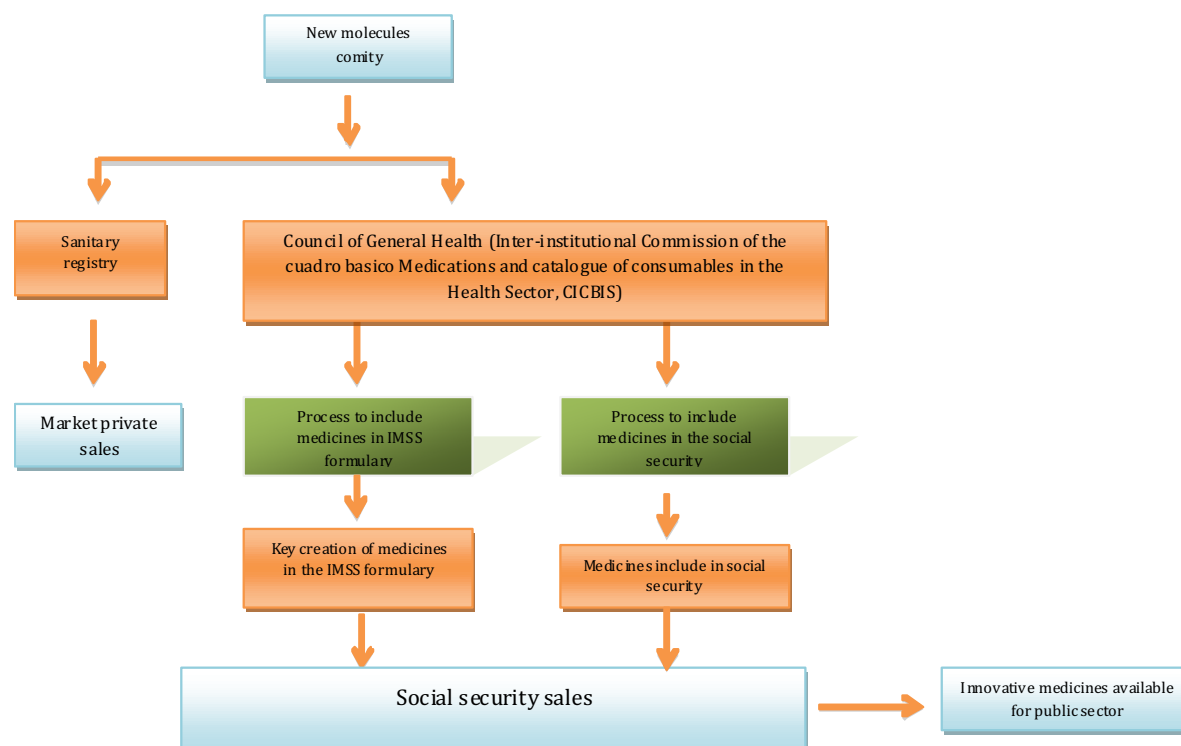 New molecules
comity
Sanitary
registry
Council of General Health (Inter-institutional Commission of the
cuadro basico Medications and catalogue of consumables in the
Health Sector, CICBIS)
Market private
sales
Process to include
medicines in IMSS
formulary
Process to include
medicines in the social
security
Key creation of medicines
in the IMSS formulary
Medicines include in social
security
Social security sales
Innovative medicines available
for public sector